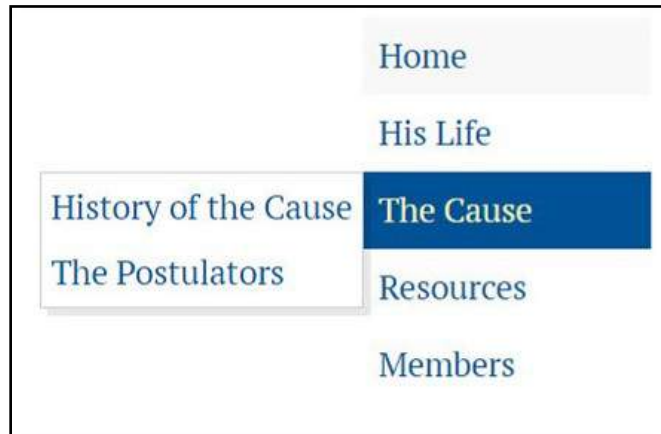 Home
His Life
The Cause
History of the Cause
The Postulators
Resources
Members